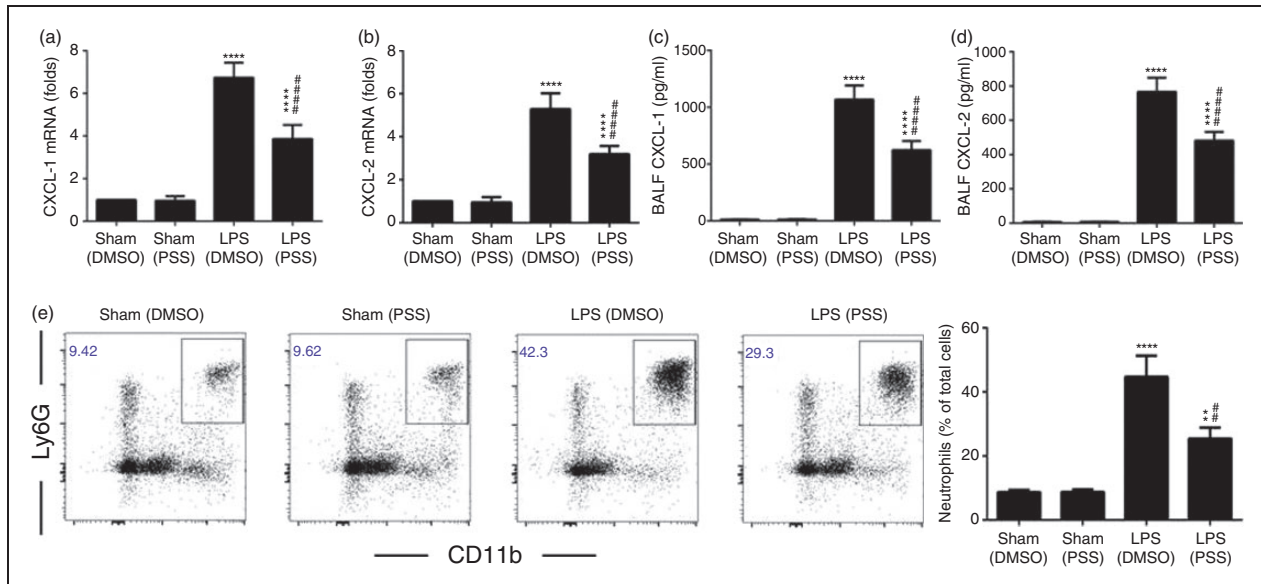 (a)
CXCL-1 mRNA (folds)
8
6
4
2
0
****
****
####
Sham
(DMSO)
Sham
(PSS)
LPS
(DMSO)
LPS
(PSS)
(b)
CXCL-2 mRNA (folds)
8
6
4
2
0
****
****
####
Sham
(DMSO)
Sham
(PSS)
LPS
(DMSO)
LPS
(PSS)
(c)
BALF CXCL-1 (pg/ml)
1500
1000
500
0
****
****
####
Sham
(DMSO)
Sham
(PSS)
LPS
(DMSO)
LPS
(PSS)
(d)
BALF CXCL-2 (pg/ml)
1000
800
600
400
200
0
****
****
####
Sham
(DMSO)
Sham
(PSS)
LPS
(DMSO)
LPS
(PSS)
(e)
Sham (DMSO)
Sham (PSS)
LPS (DMSO)
LPS (PSS)
9.42
9.62
42.3
29.3
Ly6G
CD11b
Neutrophils (% of total cells)
60
40
20
0
****
**
##
Sham
(DMSO)
Sham
(PSS)
LPS
(DMSO)
LPS
(PSS)